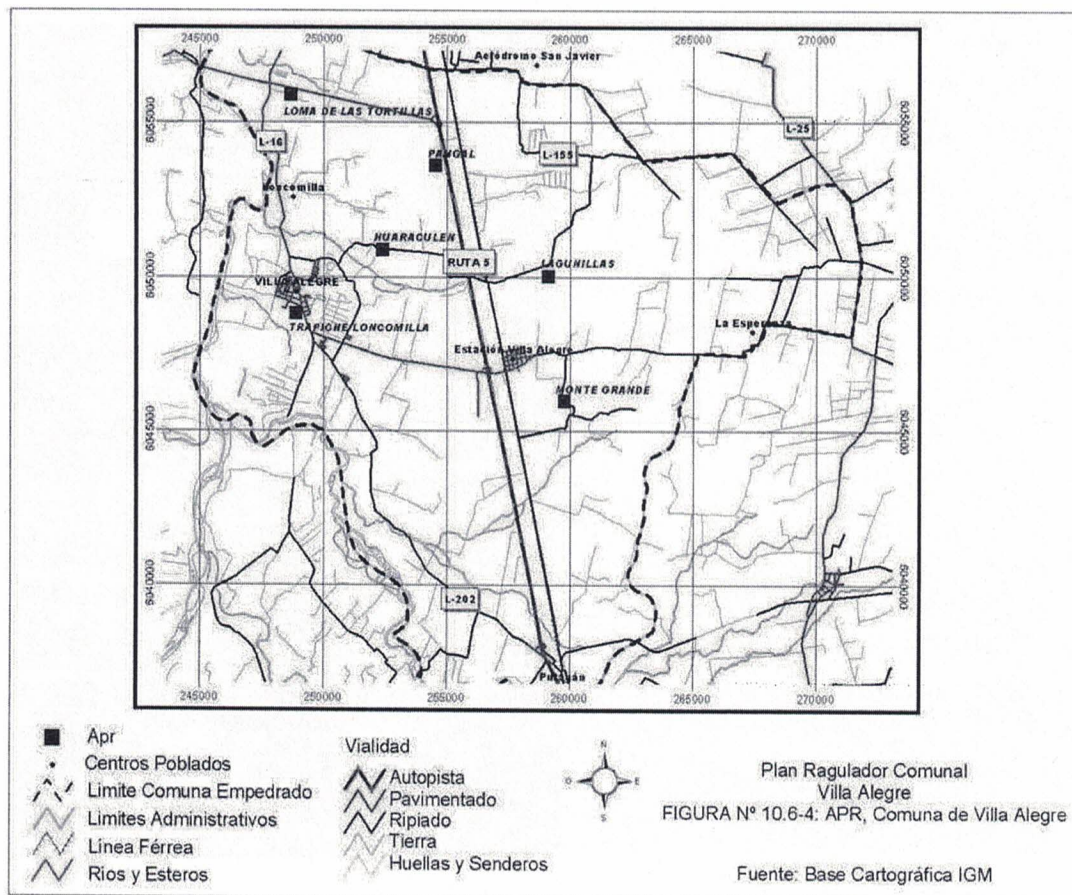 245000 250000 255000 260000 265000 270000
Aeródromo San Javier
LOMA DE LAS TORTILLAS
6055000
6055000
L-25
L-16
L-155
PANGAL
Loncomilla
HUARACULEN
RUTA 5
LAGUNILLAS
6050000
6050000
VILLA ALEGRE
TRAPICHE LONCOMILLA
La Esperanza
Estación Villa Alegre
MONTE GRANDE
6045000
6045000
6040000
6040000
L-202
Putagán
245000 250000 255000 260000 265000 270000
Apr
Centros Poblados
Limite Comuna Empedrado
Limites Administrativos
Línea Férrea
Rios y Esteros
Vialidad
Autopista
Pavimentado
Ripiado
Tierra
Huellas y Senderos
N
O E
S
Plan Ragulador Comunal
Villa Alegre
FIGURA Nº 10.6-4: APR, Comuna de Villa Alegre
Fuente: Base Cartográfica IGM